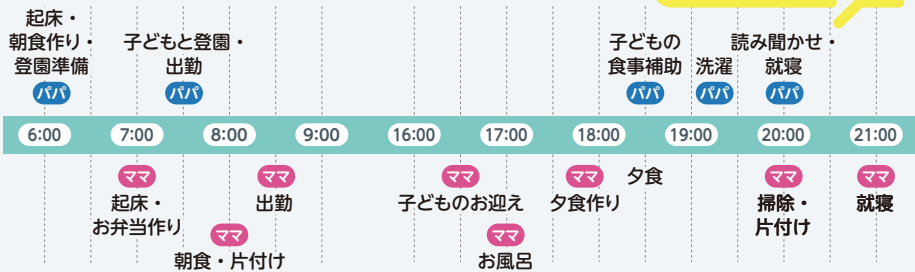 起床・
朝食作り・
登園準備
パパ
子どもと登園・
出勤
パパ
子どもの
食事補助
パパ
洗濯
パパ
読み聞かせ・
就寝
パパ
6:00 7:00 8:00 9:00 16:00 17:00 18:00 19:00 20:00 21:00
ママ
起床・
お弁当作り
ママ
朝食・片付け
ママ
出勤
ママ
子どものお迎え
ママ
お風呂
ママ
夕食作り
夕食
ママ
掃除・
片付け
ママ
就寝